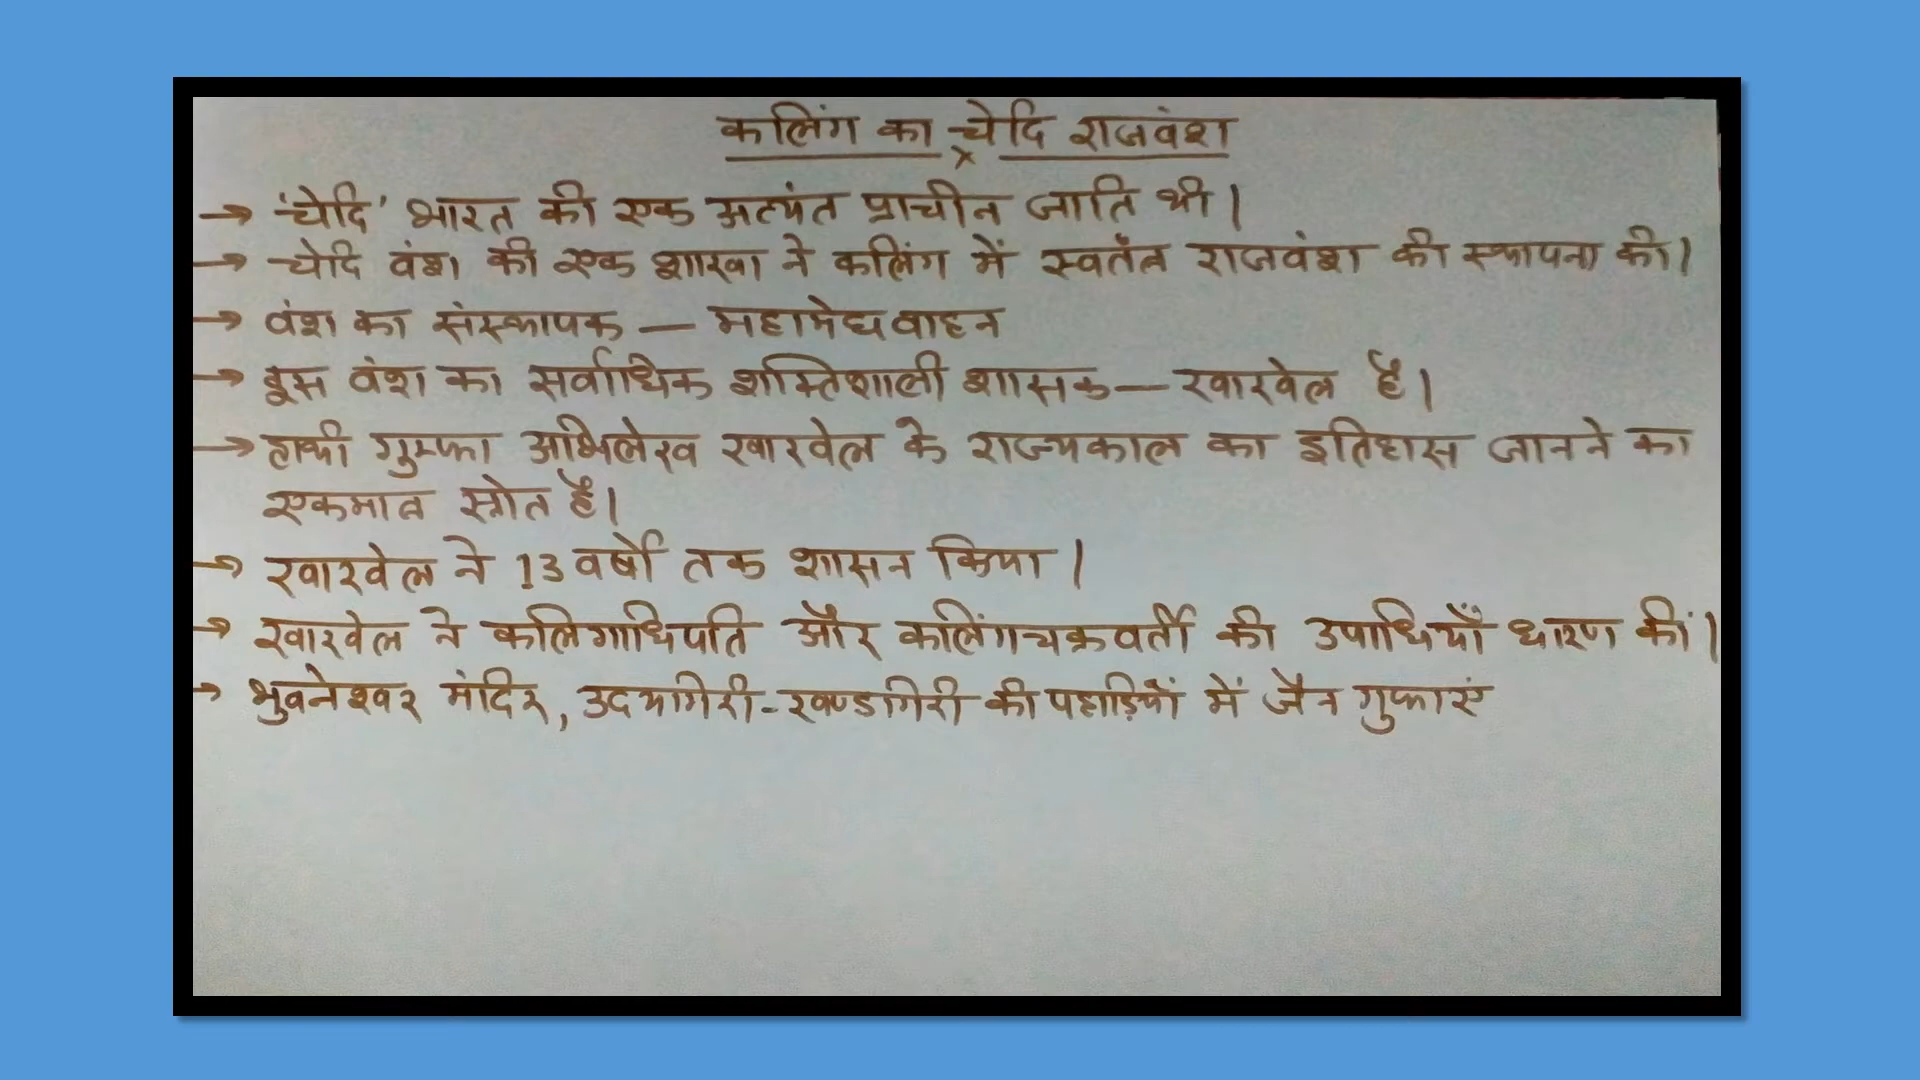 कलिंग का चेदि राजवंश
→ 'चेदि' भारत की एक अत्यंत प्राचीन जाति थी।
→ चेदि वंश की एक शाखा ने कलिंग में स्वतंत्र राजवंश की स्थापना की।
→ वंश का संस्थापक — महामेघवाहन
→ इस वंश का सर्वाधिक शक्तिशाली शासक — खारवेल है।
→ हाथी गुम्फा अभिलेख खारवेल के राज्यकाल का इतिहास जानने का
एकमात्र स्रोत है।
→ खारवेल ने 13 वर्षों तक शासन किया।
→ खारवेल ने कलिंगाधिपति और कलिंगचक्रवर्ती की उपाधियाँ धारण कीं।
→ भुवनेश्वर मंदिर, उदयगिरी-खण्डगिरी की पहाड़ियों में जैन गुफाएं